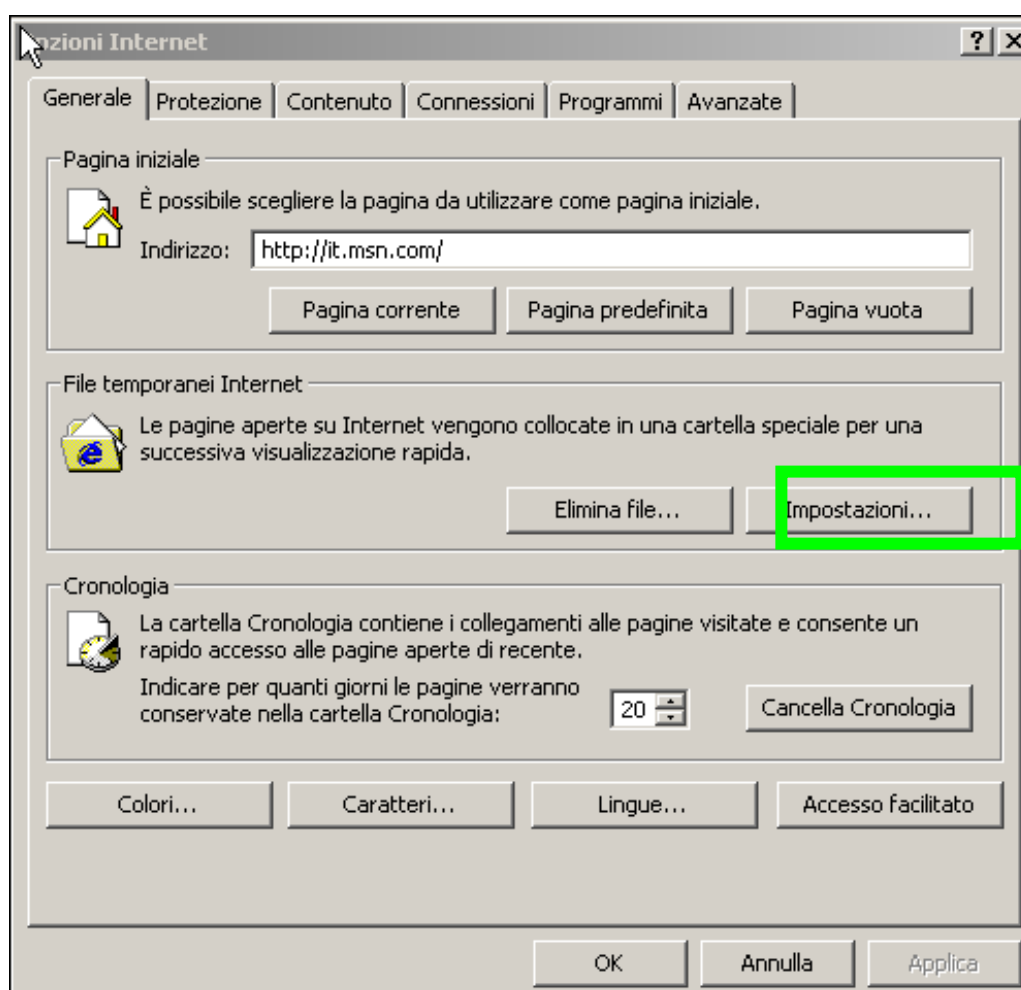 pzioni Internet
Generale Protezione Contenuto Connessioni Programmi Avanzate
Pagina iniziale
È possibile scegliere la pagina da utilizzare come pagina iniziale.
Indirizzo: http://it.msn.com/
Pagina corrente Pagina predefinita Pagina vuota
File temporanei Internet
Le pagine aperte su Internet vengono collocate in una cartella speciale per una
successiva visualizzazione rapida.
Elimina file... Impostazioni...
Cronologia
La cartella Cronologia contiene i collegamenti alle pagine visitate e consente un
rapido accesso alle pagine aperte di recente.
Indicare per quanti giorni le pagine verranno
conservate nella cartella Cronologia: 20 Cancella Cronologia
Colori... Caratteri... Lingue... Accesso facilitato
OK Annulla Applica